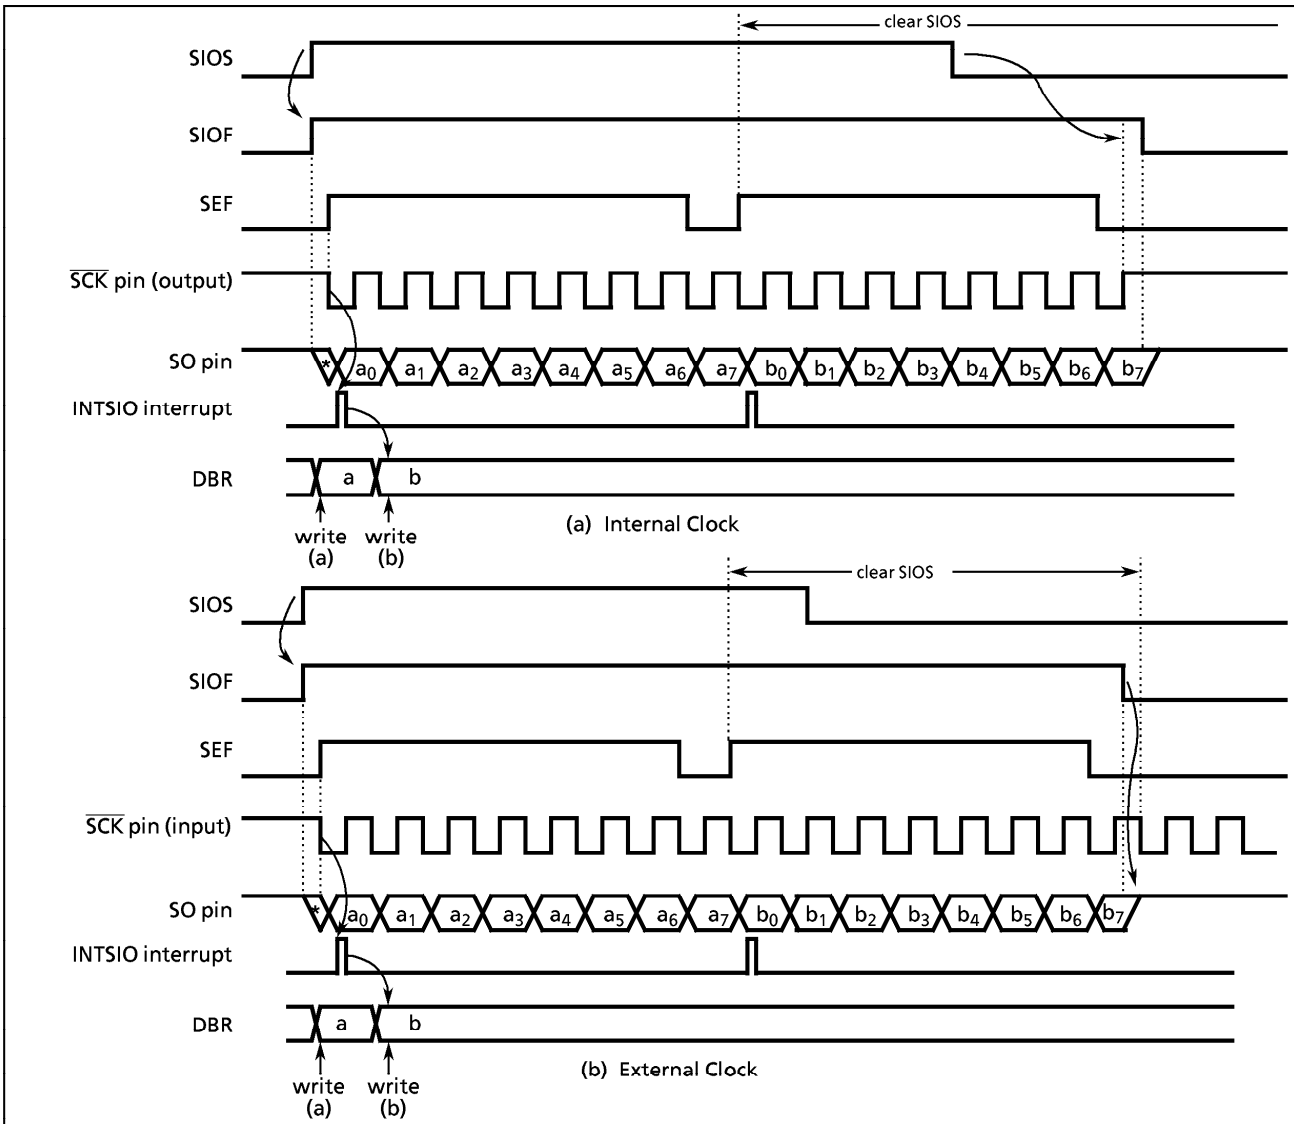 clear SIOS
SIOS
SIOF
SEF
SCK pin (output)
SO pin * a0 a1 a2 a3 a4 a5 a6 a7 b0 b1 b2 b3 b4 b5 b6 b7
INTSIO interrupt
DBR a b
write (a) write (b)
(a) Internal Clock
clear SIOS
SIOS
SIOF
SEF
SCK pin (input)
SO pin * a0 a1 a2 a3 a4 a5 a6 a7 b0 b1 b2 b3 b4 b5 b6 b7
INTSIO interrupt
DBR a b
write (a) write (b)
(b) External Clock